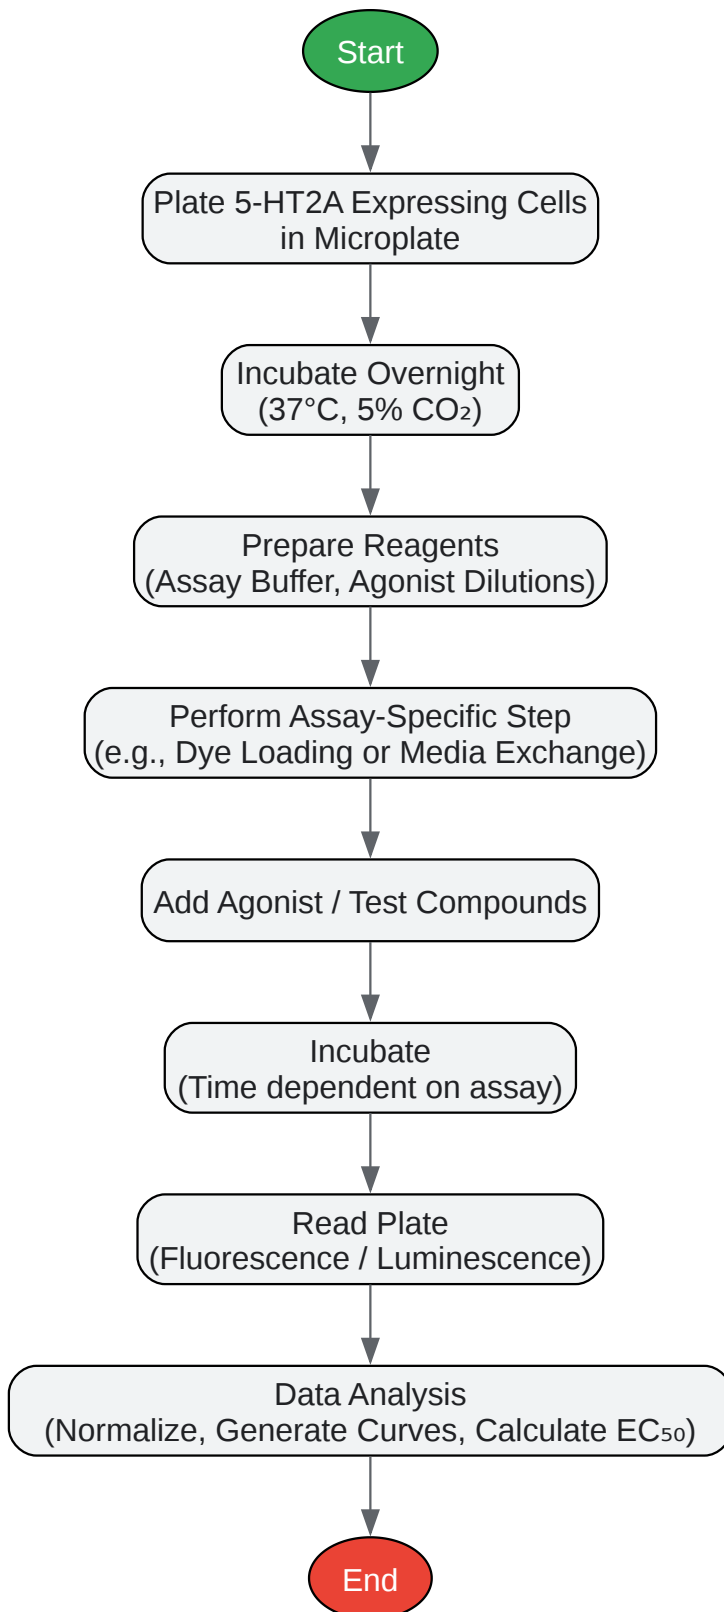 Start
Plate 5-HT2A Expressing Cells
in Microplate
Incubate Overnight
(37°C, 5% CO₂)
Prepare Reagents
(Assay Buffer, Agonist Dilutions)
Perform Assay-Specific Step
(e.g., Dye Loading or Media Exchange)
Add Agonist / Test Compounds
Incubate
(Time dependent on assay)
Read Plate
(Fluorescence / Luminescence)
Data Analysis
(Normalize, Generate Curves, Calculate EC₅₀)
End